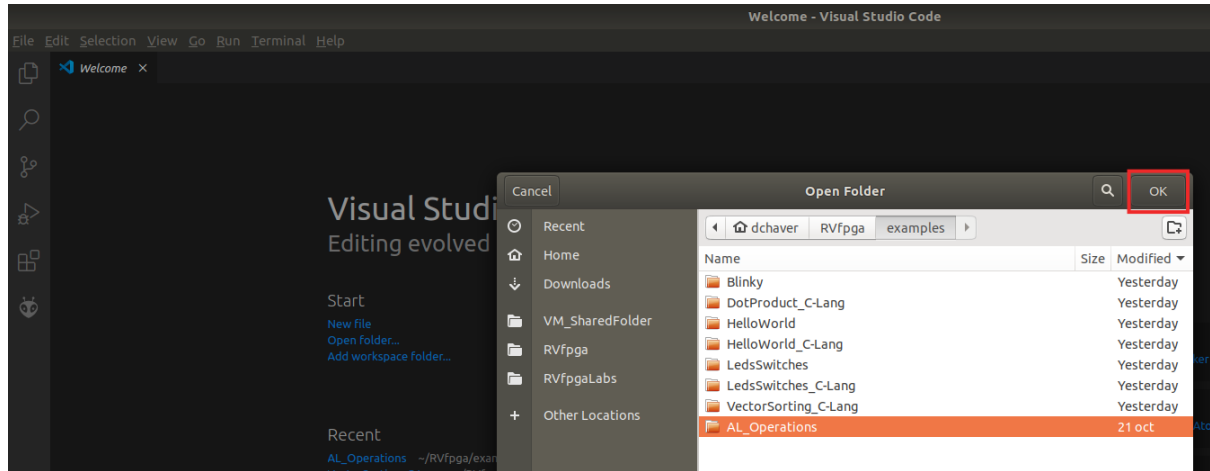 Welcome - Visual Studio Code
File Edit Selection View Go Run Terminal Help
Welcome ×
Visual Studi
Editing evolved
Start
New file
Open folder...
Add workspace folder...
Recent
AL_Operations ~/RVfpga/exan
Cancel Open Folder OK
Recent
Home
Downloads
VM_SharedFolder
RVfpga
RVfpgaLabs
+ Other Locations
dchaver RVfpga examples
Name Size Modified
Blinky Yesterday
DotProduct_C-Lang Yesterday
HelloWorld Yesterday
HelloWorld_C-Lang Yesterday
LedsSwitches Yesterday
LedsSwitches_C-Lang Yesterday
VectorSorting_C-Lang Yesterday
AL_Operations 21 oct